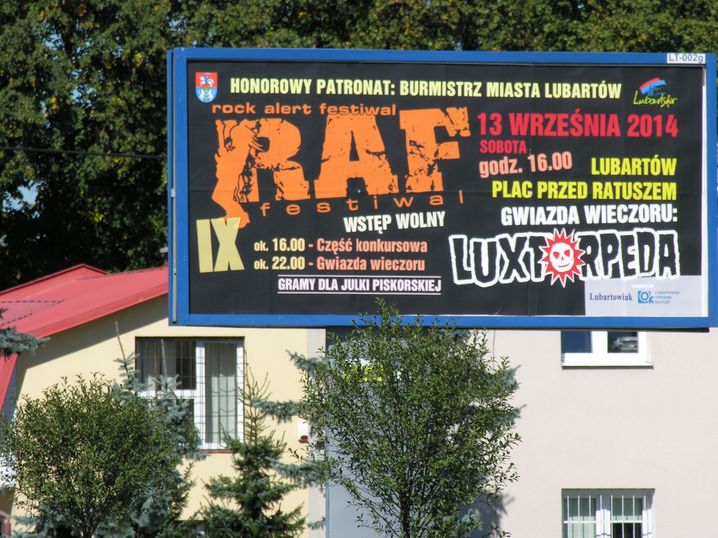 LT-002g
HONOROWY PATRONAT: BURMISTRZ MIASTA LUBARTÓW
Lubartów
rock alert festiwal
RAF
festiwal
13 WRZEŚNIA 2014
SOBOTA
godz. 16.00
LUBARTÓW
PLAC PRZED RATUSZEM
IX
WSTĘP WOLNY
ok. 16.00 - Część konkursowa
ok. 22.00 - Gwiazda wieczoru
GRAMY DLA JULKI PISKORSKIEJ
GWIAZDA WIECZORU:
LUXTORPEDA
Lubartowiak
LOK